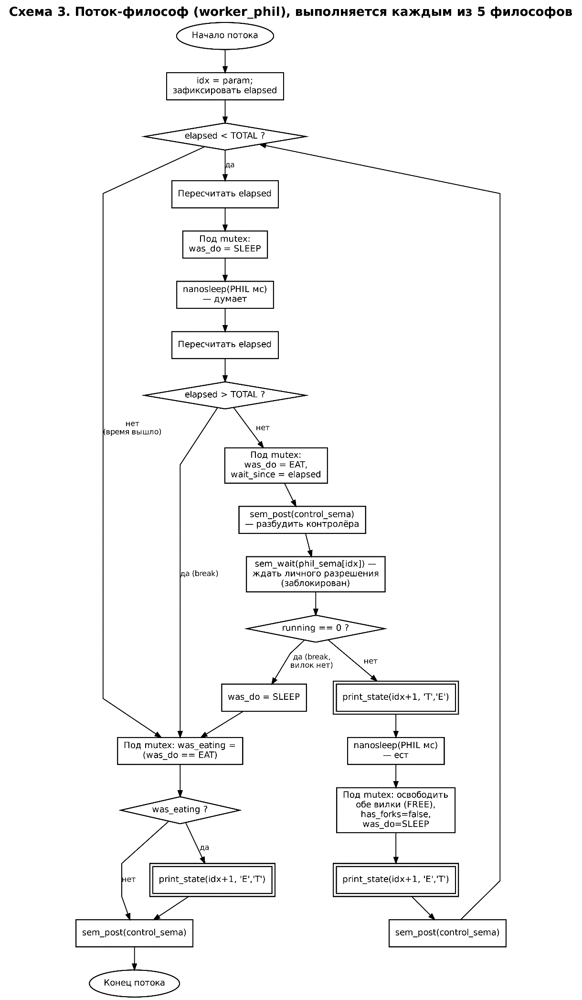 Схема 3. Поток-философ (worker_phil), выполняется каждым из 5 философов
Начало потока
idx = param;
зафиксировать elapsed
elapsed < TOTAL ?
да
Пересчитать elapsed
Под mutex:
was_do = SLEEP
nanosleep(PHIL мс)
— думает
Пересчитать elapsed
elapsed > TOTAL ?
нет
(время вышло)
нет
Под mutex:
was_do = EAT,
wait_since = elapsed
sem_post(control_sema)
— разбудить контролёра
да (break)
sem_wait(phil_sema[idx]) —
ждать личного разрешения
(заблокирован)
running == 0 ?
да (break,
вилок нет)
нет
was_do = SLEEP
print_state(idx+1, 'T','E')
Под mutex: was_eating =
(was_do == EAT)
nanosleep(PHIL мс)
— ест
was_eating ?
Под mutex: освободить
обе вилки (FREE),
has_forks=false,
was_do=SLEEP
да
нет
print_state(idx+1, 'E','T')
print_state(idx+1, 'E','T')
sem_post(control_sema)
sem_post(control_sema)
Конец потока